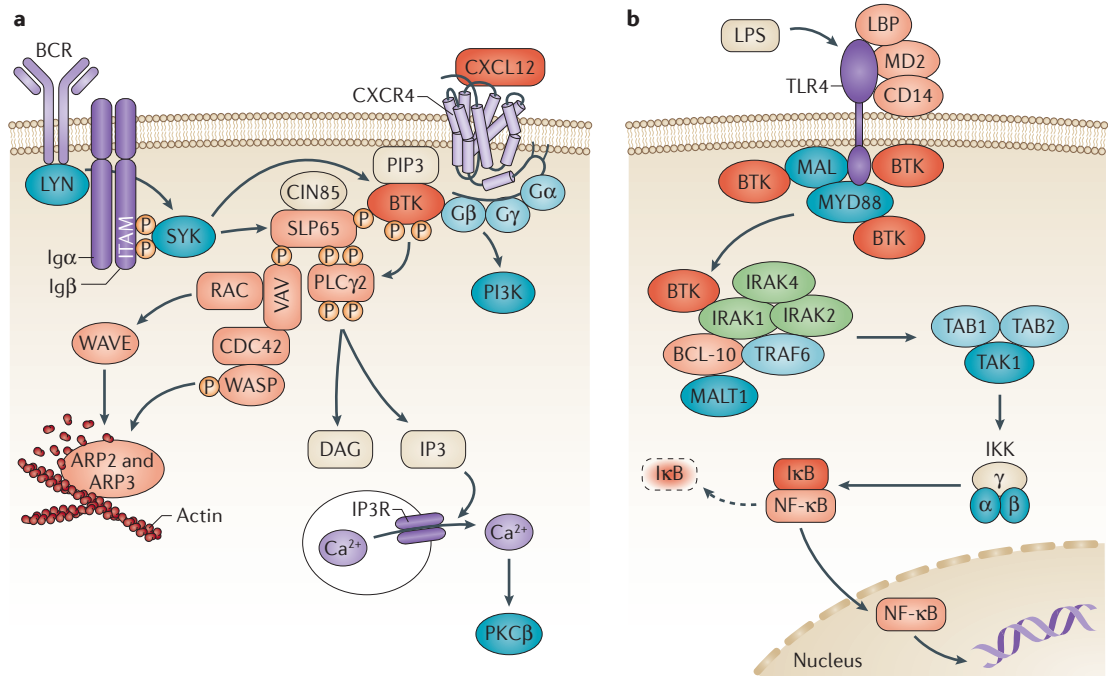 a
BCR
CXCL12
CXCR4
PIP3
LYN
CIN85
BTK
Gα
P
SLP65
Gβ
Gγ
P
P
SYK
P
P
P
ITAM
P
P
P
Igα
Igβ
RAC
VAV
PLCγ2
P
P
PI3K
WAVE
CDC42
P
WASP
DAG
IP3
ARP2 and
ARP3
Actin
IP3R
Ca²⁺
Ca²⁺
PKCβ
b
LPS
LBP
MD2
TLR4
CD14
BTK
MAL
BTK
MYD88
BTK
BTK
IRAK4
IRAK1
IRAK2
TAB1
TAB2
BCL-10
TRAF6
TAK1
MALT1
IKK
γ
α
β
IκB
IκB
NF-κB
NF-κB
Nucleus